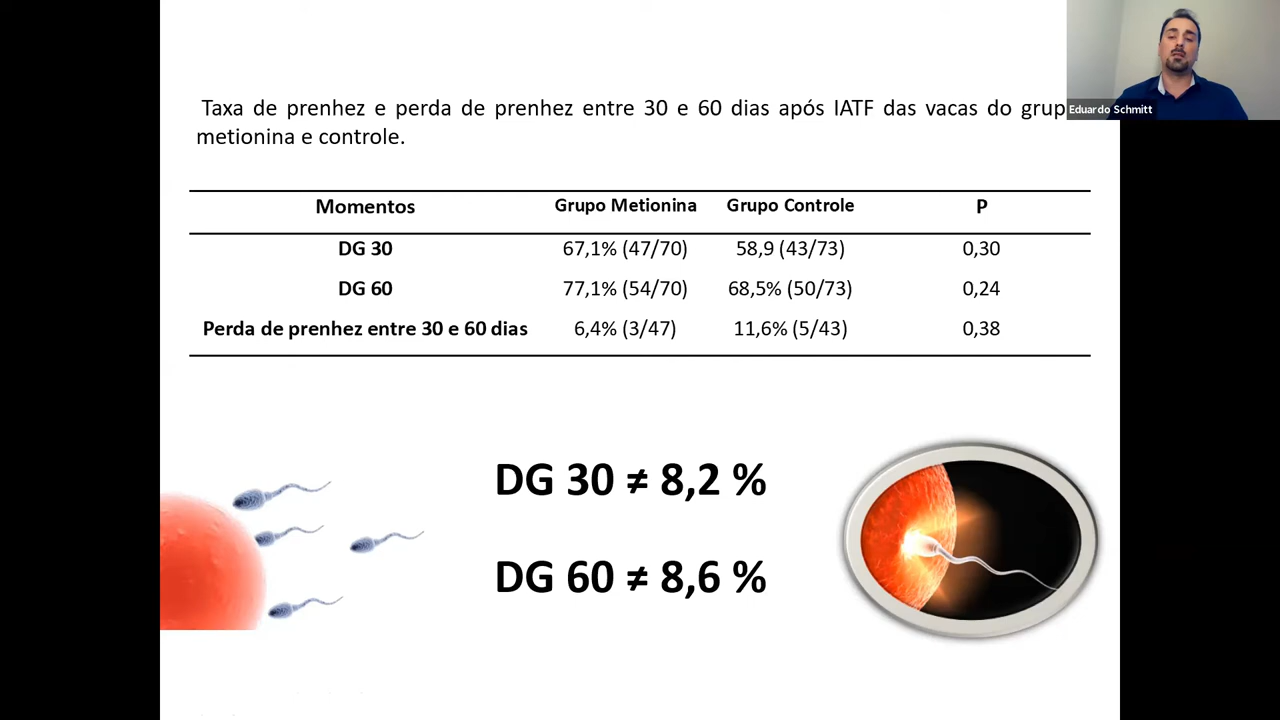 Taxa de prenhez e perda de prenhez entre 30 e 60 dias após IATF das vacas do grup
metionina e controle.
Eduardo Schmitt
Momentos Grupo Metionina Grupo Controle P
DG 30 67,1% (47/70) 58,9 (43/73) 0,30
DG 60 77,1% (54/70) 68,5% (50/73) 0,24
Perda de prenhez entre 30 e 60 dias 6,4% (3/47) 11,6% (5/43) 0,38
DG 30 ≠ 8,2 %
DG 60 ≠ 8,6 %